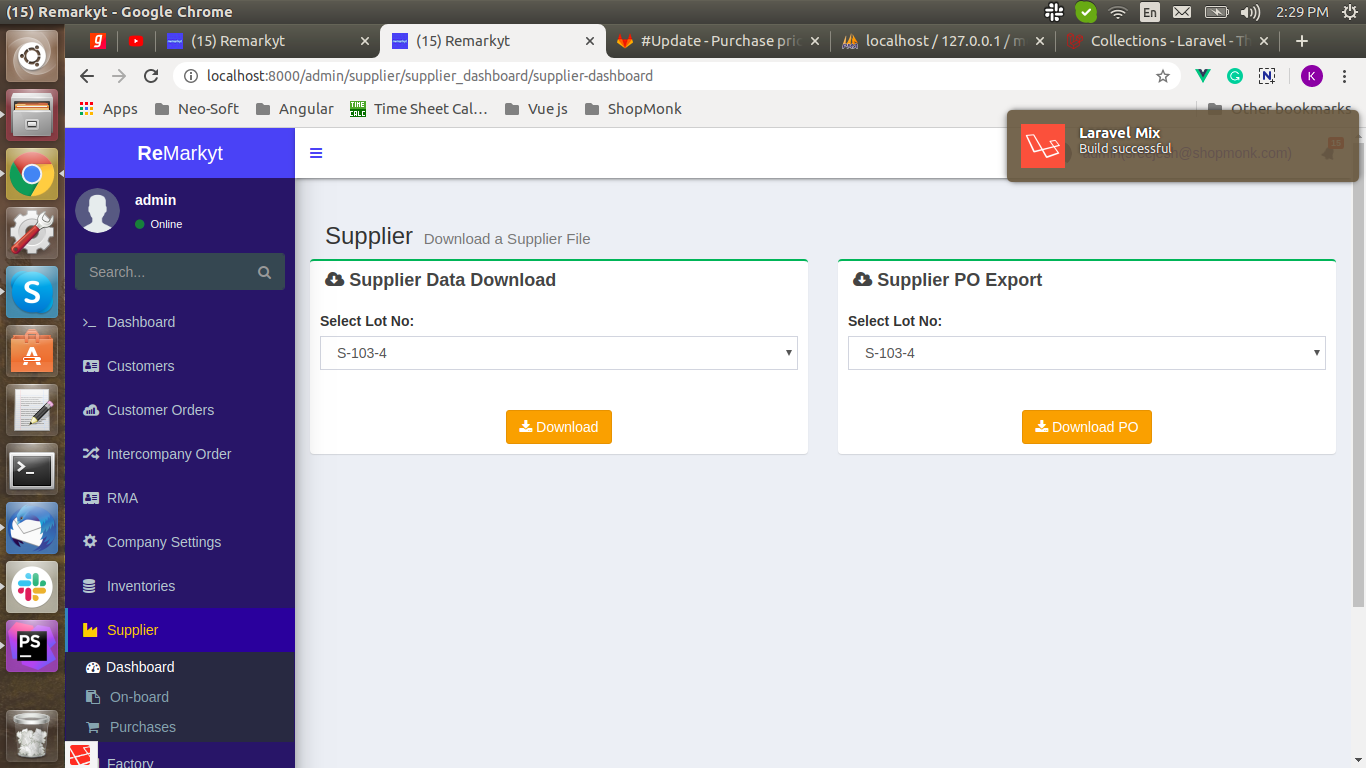 (15) Remarkyt - Google Chrome
En
2:29 PM
g
(15) Remarkyt
(15) Remarkyt
#Update - Purchase pric
localhost / 127.0.0.1 / m
Collections - Laravel - Th
localhost:8000/admin/supplier/supplier_dashboard/supplier-dashboard
N
K
Apps
Neo-Soft
Angular
TIME CALC
Time Sheet Cal...
Vue js
ShopMonk
Other bookmarks
Laravel Mix
Build successful
ReMarkyt
admin
Online
Search...
Dashboard
Customers
Customer Orders
Intercompany Order
RMA
Company Settings
Inventories
Supplier
Dashboard
On-board
Purchases
Factory
Supplier Download a Supplier File
Supplier Data Download
Select Lot No:
S-103-4
Download
Supplier PO Export
Select Lot No:
S-103-4
Download PO
S
A
PS